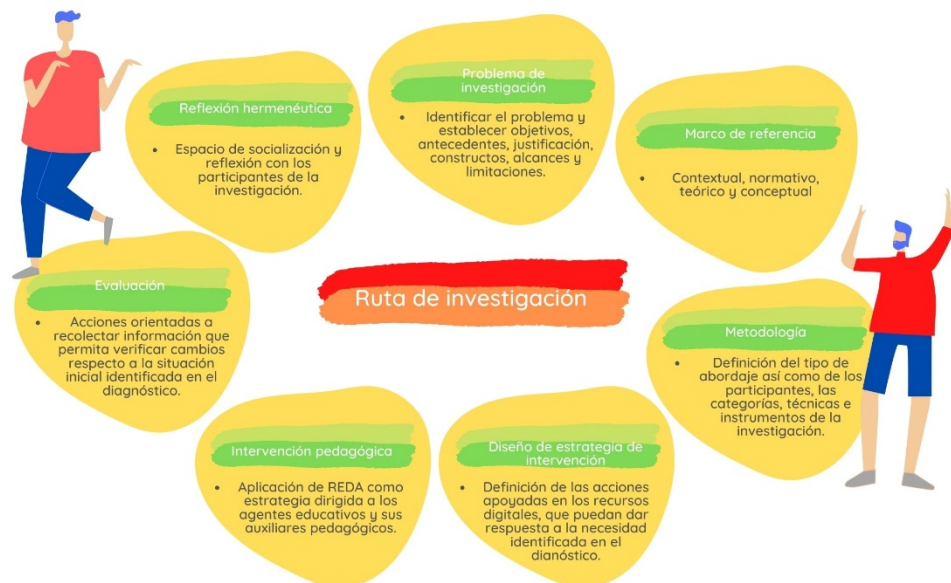 Problema de
investigación
• Identificar el problema y
establecer objetivos,
antecedentes, justificación,
constructos, alcances y
limitaciones.
Marco de referencia
• Contextual, normativo,
teórico y conceptual
Metodología
• Definición del tipo de
abordaje así como de los
participantes, las
categorías, técnicas e
instrumentos de la
investigación.
Diseño de estrategia de
intervención
• Definición de las acciones
apoyadas en los recursos
digitales, que puedan dar
respuesta a la necesidad
identificada en el
dianóstico.
Intervención pedagógica
• Aplicación de REDA como
estrategia dirigida a los
agentes educativos y sus
auxiliares pedagógicos.
Evaluación
• Acciones orientadas a
recolectar información que
permita verificar cambios
respecto a la situación
inicial identificada en el
diagnóstico.
Reflexión hermenéutica
• Espacio de socialización y
reflexión con los
participantes de la
investigación.
Ruta de investigación